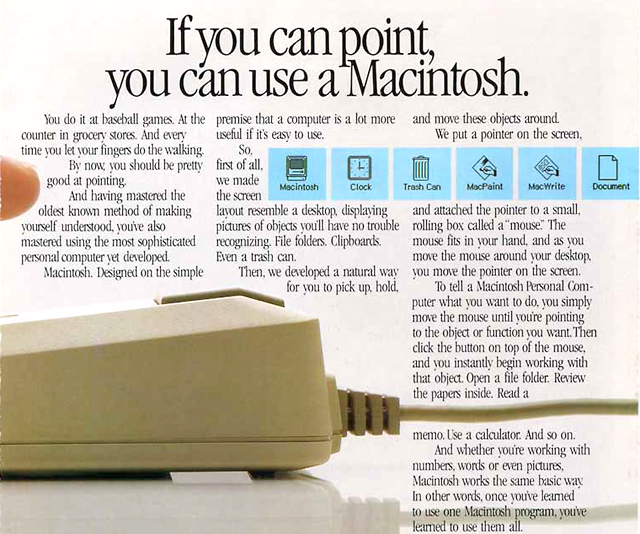 If you can point,
you can use a Macintosh.
You do it at baseball games. At the
counter in grocery stores. And every
time you let your fingers do the walking.
By now, you should be pretty
good at pointing.
And having mastered the
oldest known method of making
yourself understood, you've also
mastered using the most sophisticated
personal computer yet developed.
Macintosh. Designed on the simple
premise that a computer is a lot more
useful if it's easy to use.
So,
first of all,
we made
the screen
layout resemble a desktop, displaying
pictures of objects you'll have no trouble
recognizing. File folders. Clipboards.
Even a trash can.
Then, we developed a natural way
for you to pick up, hold,
and move these objects around.
We put a pointer on the screen,
Macintosh
Clock
Trash Can
MacPaint
MacWrite
Document
and attached the pointer to a small,
rolling box called a "mouse." The
mouse fits in your hand, and as you
move the mouse around your desktop,
you move the pointer on the screen.
To tell a Macintosh Personal Com-
puter what you want to do, you simply
move the mouse until you're pointing
to the object or function you want. Then
click the button on top of the mouse,
and you instantly begin working with
that object. Open a file folder. Review
the papers inside. Read a
memo. Use a calculator. And so on.
And whether you're working with
numbers, words or even pictures,
Macintosh works the same basic way.
In other words, once you've learned
to use one Macintosh program, you've
learned to use them all.